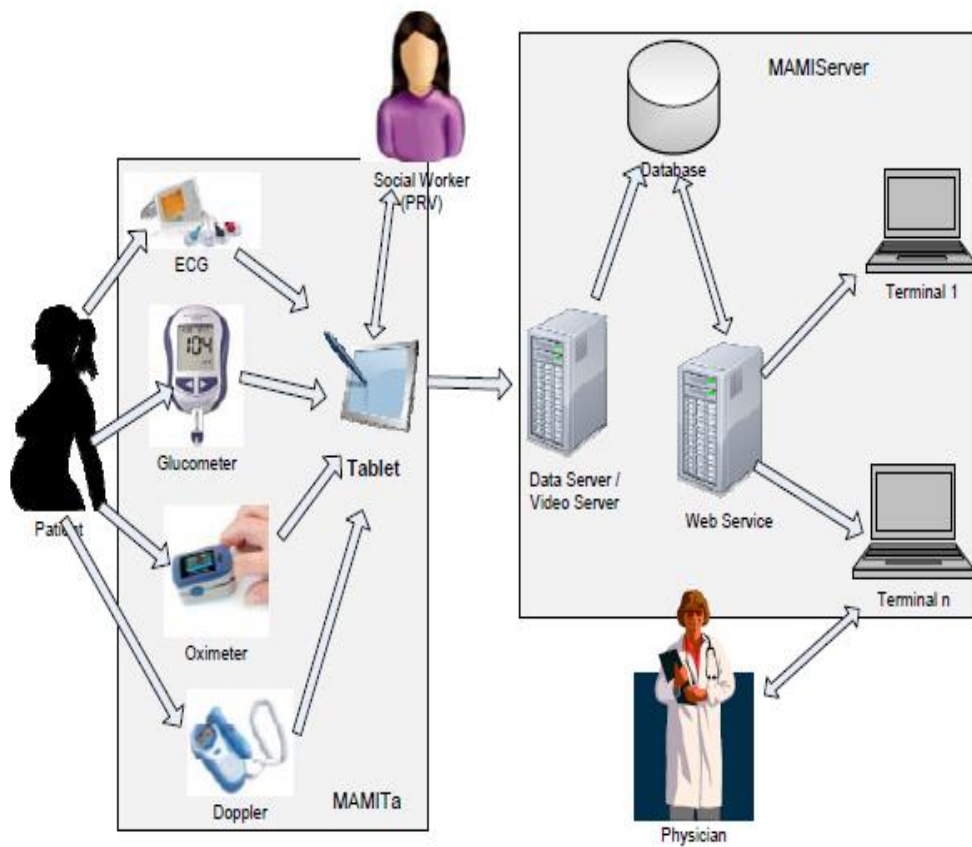 MAMIServer
Database
Social Worker
(PRV)
ECG
Terminal 1
104
Glucometer
Tablet
Data Server /
Video Server
Web Service
Patient
Terminal n
Oximeter
Doppler
MAMITa
Physician